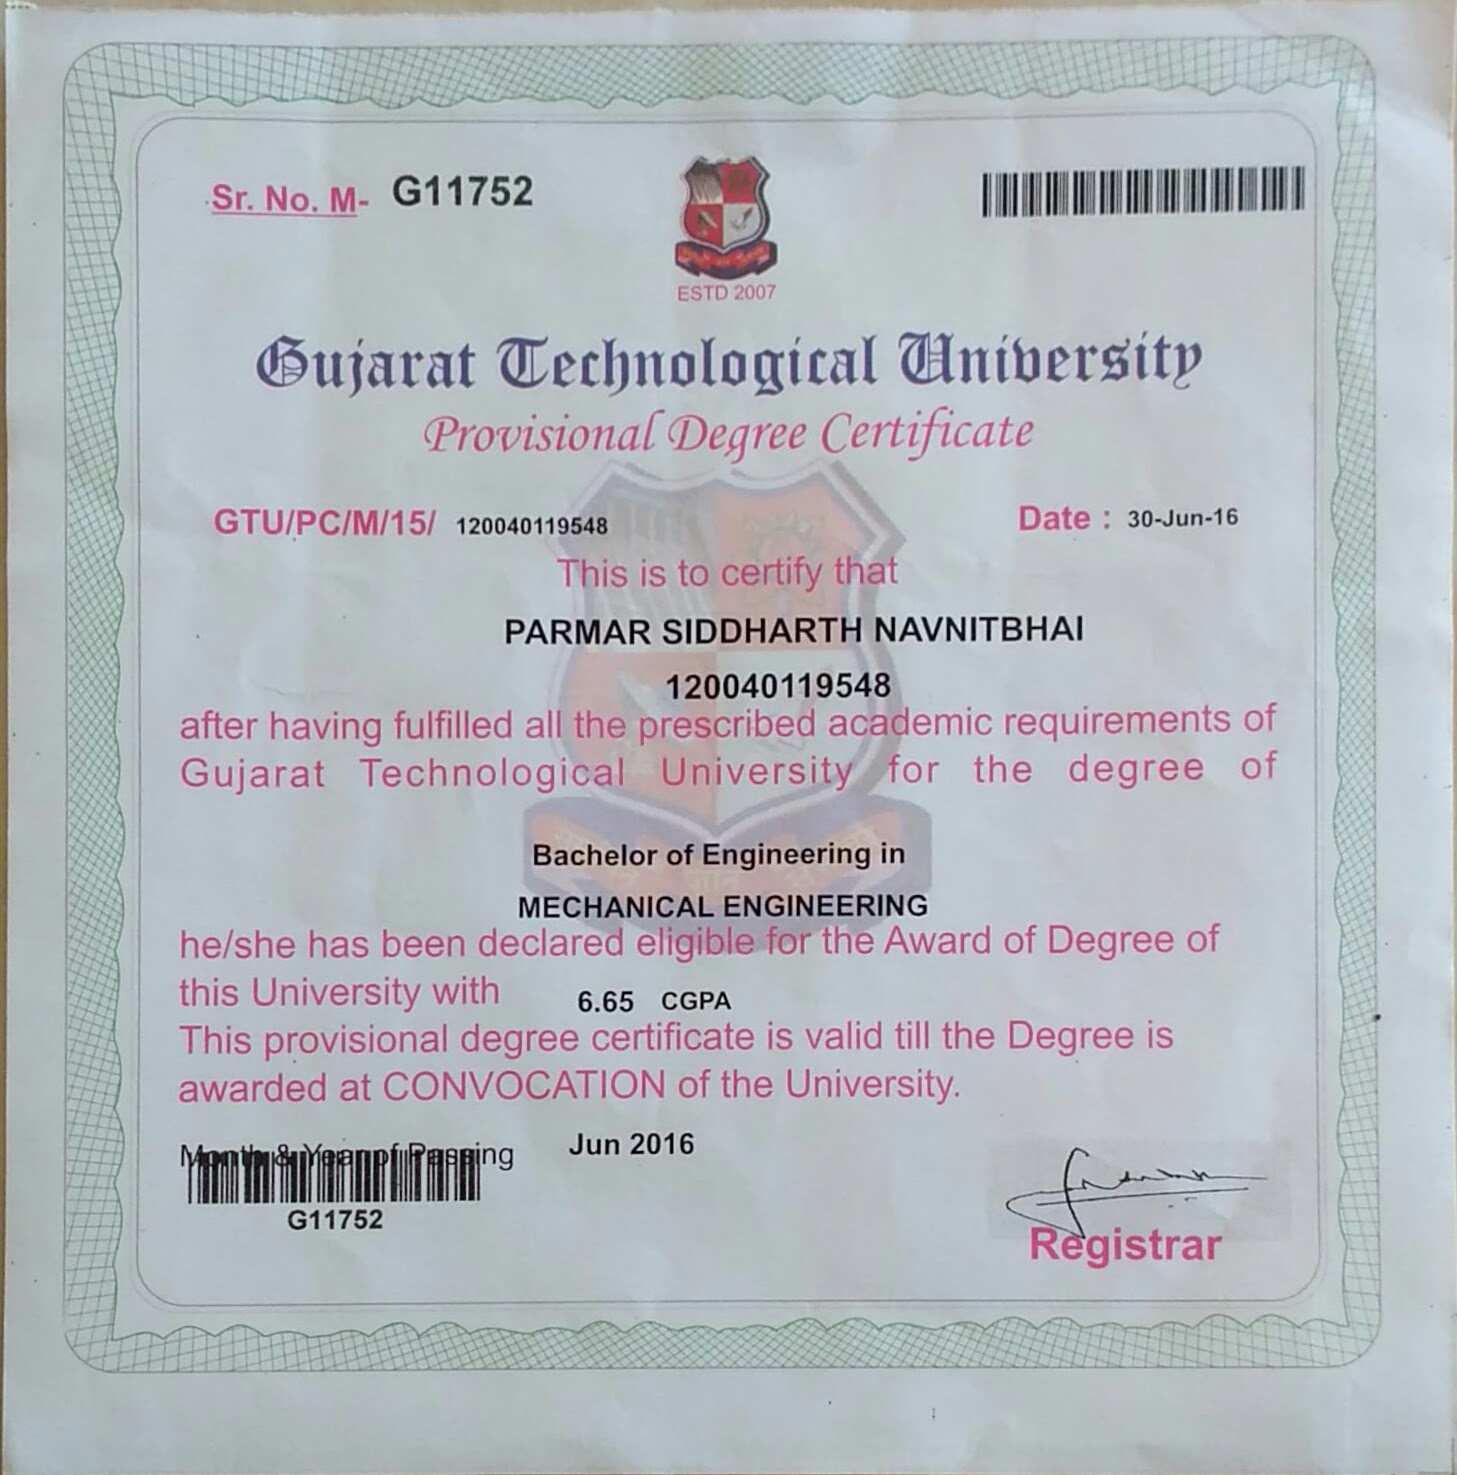 Sr. No. M- G11752
ESTD 2007
Gujarat Technological University
Provisional Degree Certificate
GTU/PC/M/15/ 120040119548 Date : 30-Jun-16
This is to certify that
PARMAR SIDDHARTH NAVNITBHAI
120040119548
after having fulfilled all the prescribed academic requirements of
Gujarat Technological University for the degree of
Bachelor of Engineering in
MECHANICAL ENGINEERING
he/she has been declared eligible for the Award of Degree of
this University with 6.65 CGPA
This provisional degree certificate is valid till the Degree is
awarded at CONVOCATION of the University.
Month & Year of Passing Jun 2016
G11752
Registrar